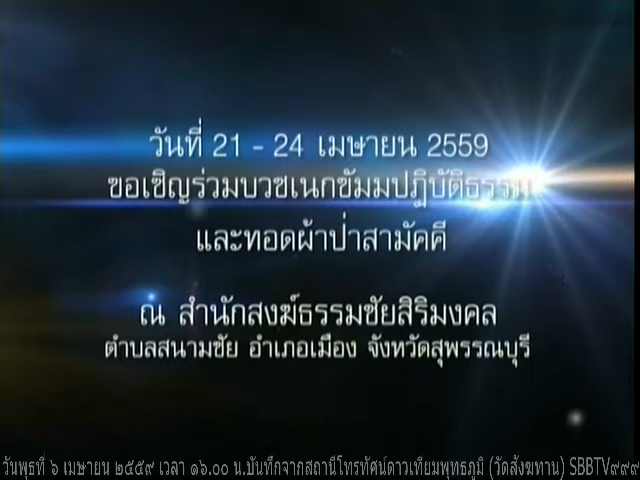 วันที่ 21 - 24 เมษายน 2559
ขอเชิญร่วมบวชเนกขัมมปฏิบัติธรรม
และทอดผ้าป่าสามัคคี
ณ สำนักสงฆ์ธรรมชัยสิริมงคล
ตำบลสนามชัย อำเภอเมือง จังหวัดสุพรรณบุรี
วันพุธที่ ๖ เมษายน ๒๕๕๙ เวลา ๑๖.๐๐ น.บันทึกจากสถานีโทรทัศน์ดาวเทียมพุทธภูมิ (วัดสังฆทาน) SBBTV๙๙๙